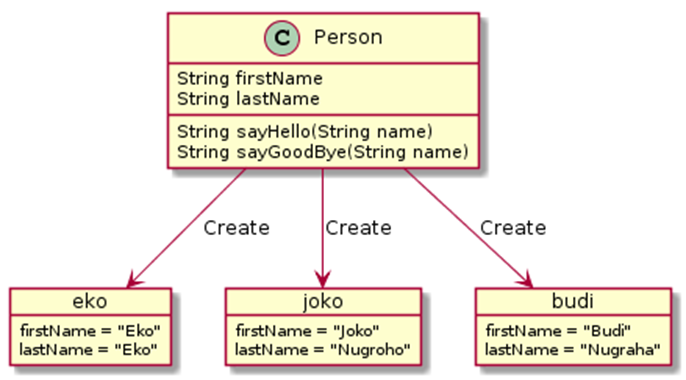 C Person
String firstName
String lastName
String sayHello(String name)
String sayGoodBye(String name)
Create Create Create
eko joko budi
firstName = "Eko" firstName = "Joko" firstName = "Budi"
lastName = "Eko" lastName = "Nugroho" lastName = "Nugraha"